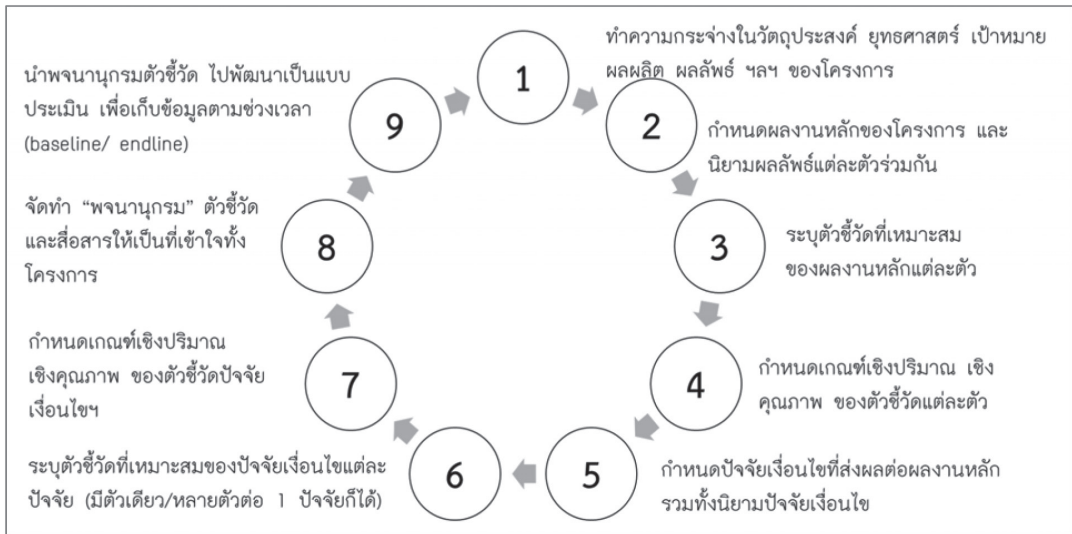 1
ทำความกระจ่างในวัตถุประสงค์ ยุทธศาสตร์ เป้าหมาย
ผลผลิต ผลลัพธ์ ฯลฯ ของโครงการ
2
กำหนดผลงานหลักของโครงการ และ
นิยามผลลัพธ์แต่ละตัวร่วมกัน
3
ระบุตัวชี้วัดที่เหมาะสม
ของผลงานหลักแต่ละตัว
4
กำหนดเกณฑ์เชิงปริมาณ เชิง
คุณภาพ ของตัวชี้วัดแต่ละตัว
5
กำหนดปัจจัยเงื่อนไขที่ส่งผลต่อผลงานหลัก
รวมทั้งนิยามปัจจัยเงื่อนไข
6
ระบุตัวชี้วัดที่เหมาะสมของปัจจัยเงื่อนไขแต่ละ
ปัจจัย (มีตัวเดียว/หลายตัวต่อ 1 ปัจจัยก็ได้)
7
กำหนดเกณฑ์เชิงปริมาณ
เชิงคุณภาพ ของตัวชี้วัดปัจจัย
เงื่อนไขฯ
8
จัดทำ “พจนานุกรม” ตัวชี้วัด
และสื่อสารให้เป็นที่เข้าใจทั้ง
โครงการ
9
นำพจนานุกรมตัวชี้วัด ไปพัฒนาเป็นแบบ
ประเมิน เพื่อเก็บข้อมูลตามช่วงเวลา
(baseline/ endline)